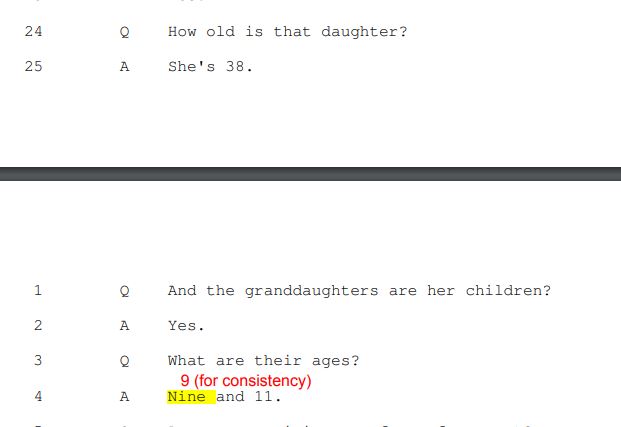 24 Q How old is that daughter?
25 A She's 38.
1 Q And the granddaughters are her children?
2 A Yes.
3 Q What are their ages?
9 (for consistency)
4 A Nine and 11.